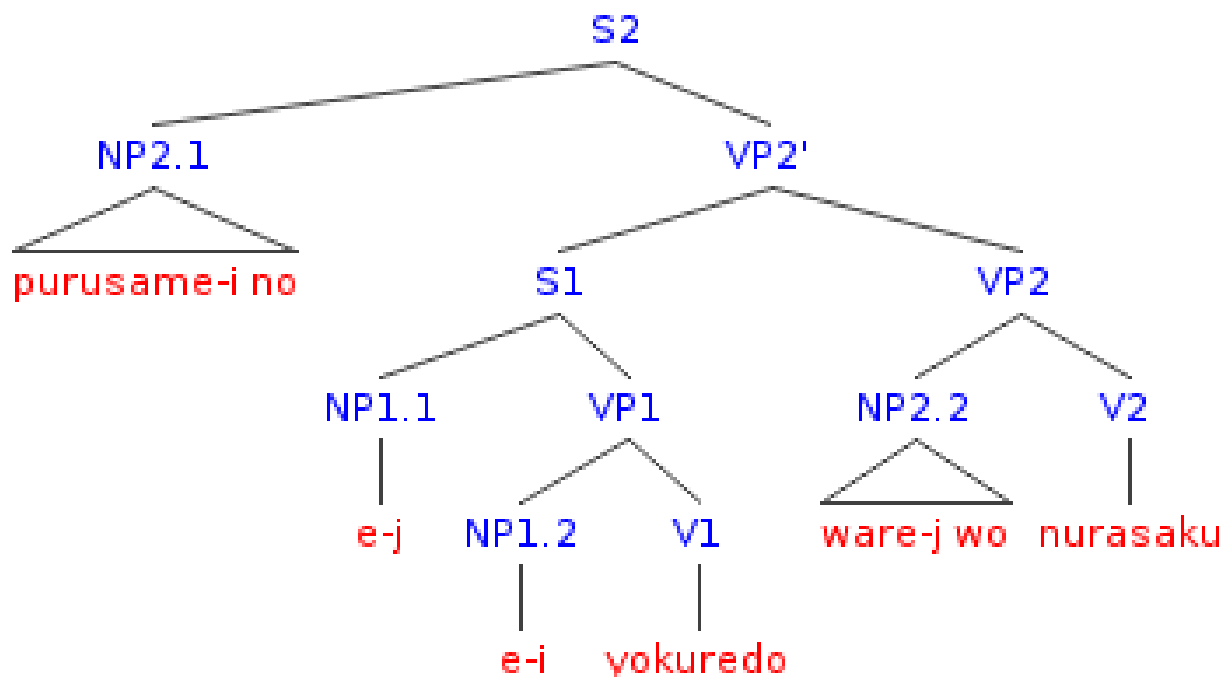 S2
NP2.1 VP2'
purusame-i no S1 VP2
NP1.1 VP1 NP2.2 V2
e-j NP1.2 V1 ware-j wo nurasaku
e-i yokuredo